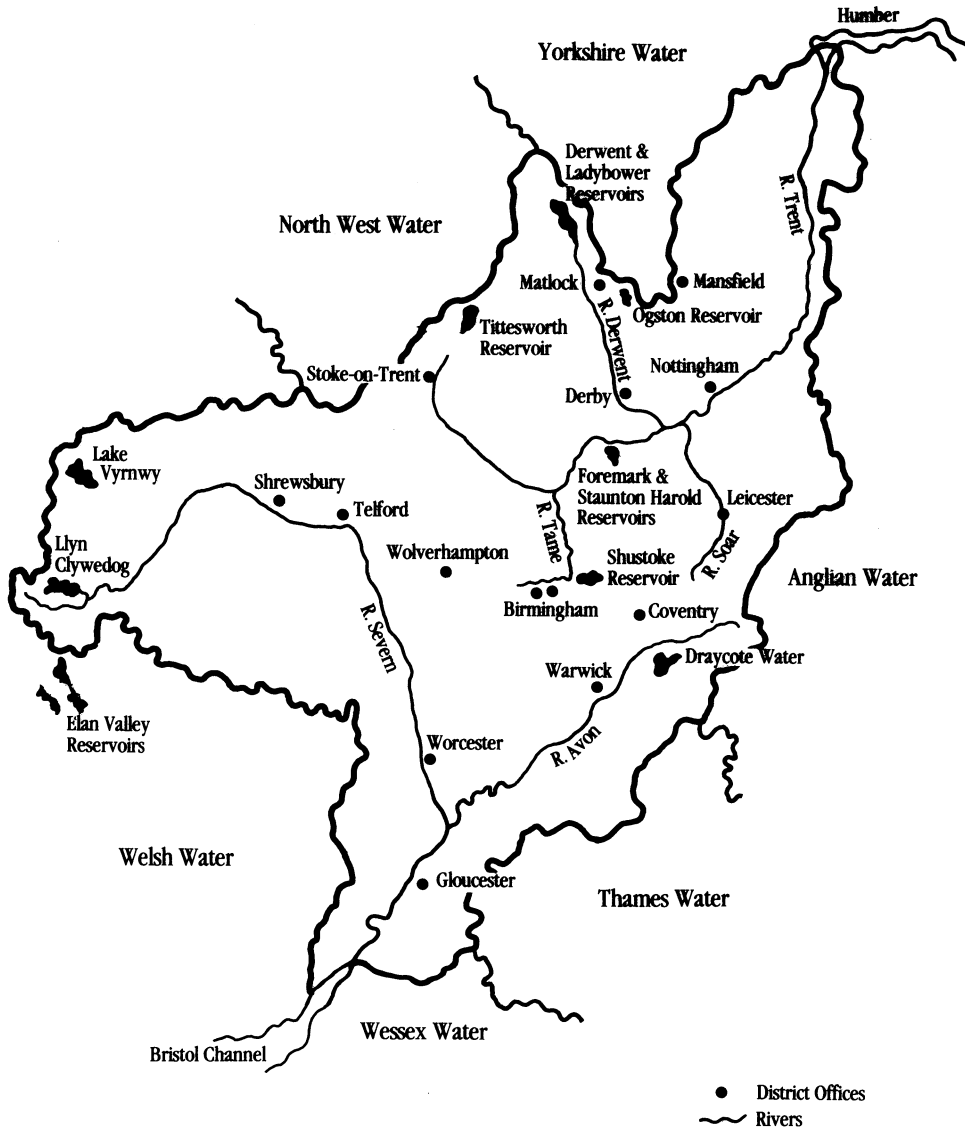 Humber
Yorkshire Water
Derwent &
Ladybower
Reservoirs
R. Trent
North West Water
Matlock
Mansfield
Ogston Reservoir
R. Derwent
Tittesworth
Reservoir
Nottingham
Stoke-on-Trent
Derby
Lake
Vyrnwy
Shrewsbury
Telford
Foremark &
Staunton Harold
Reservoirs
Leicester
R. Tame
R. Soar
Llyn
Clywedog
Wolverhampton
Shustoke
Reservoir
Anglian Water
Birmingham
Coventry
R. Severn
Draycote Water
Warwick
Elan Valley
Reservoirs
R. Avon
Worcester
Welsh Water
Gloucester
Thames Water
Wessex Water
Bristol Channel
District Offices
Rivers